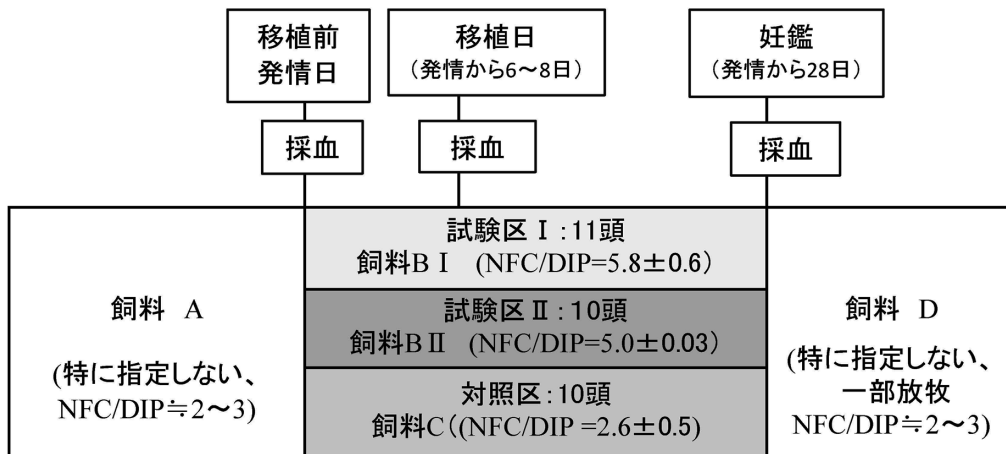 移植前
発情日
移植日
（発情から6～8日）
妊鑑
（発情から28日）
採血
採血
採血
飼料 A
(特に指定しない、
NFC/DIP≒2～3)
試験区Ⅰ：11頭
飼料BⅠ (NFC/DIP=5.8±0.6)
試験区Ⅱ：10頭
飼料BⅡ (NFC/DIP=5.0±0.03)
対照区：10頭
飼料C((NFC/DIP =2.6±0.5)
飼料 D
(特に指定しない、
一部放牧
NFC/DIP≒2～3)